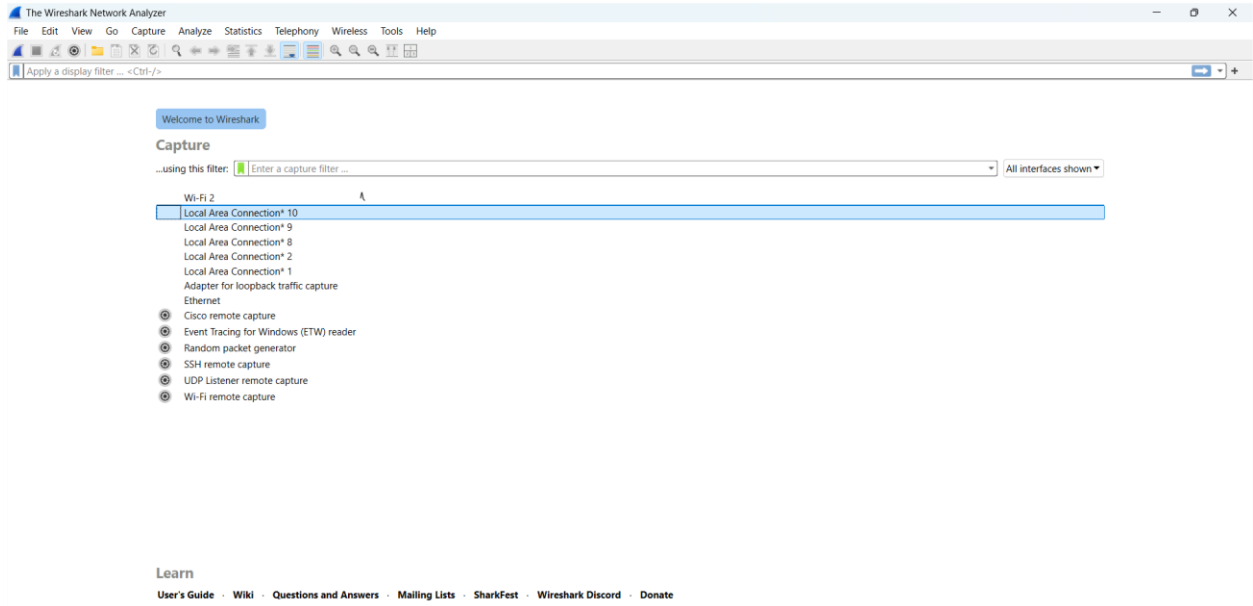 The Wireshark Network Analyzer
File Edit View Go Capture Analyze Statistics Telephony Wireless Tools Help
Apply a display filter ... <Ctrl-/>
Welcome to Wireshark
Capture
...using this filter: Enter a capture filter ... All interfaces shown
Wi-Fi 2
Local Area Connection* 10
Local Area Connection* 9
Local Area Connection* 8
Local Area Connection* 2
Local Area Connection* 1
Adapter for loopback traffic capture
Ethernet
Cisco remote capture
Event Tracing for Windows (ETW) reader
Random packet generator
SSH remote capture
UDP Listener remote capture
Wi-Fi remote capture
Learn
User's Guide · Wiki · Questions and Answers · Mailing Lists · SharkFest · Wireshark Discord · Donate